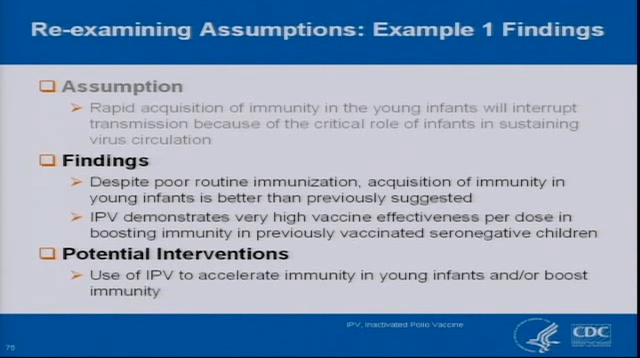 Re-examining Assumptions: Example 1 Findings
Assumption
Rapid acquisition of immunity in the young infants will interrupt
transmission because of the critical role of infants in sustaining
virus circulation
Findings
Despite poor routine immunization, acquisition of immunity in
young infants is better than previously suggested
IPV demonstrates very high vaccine effectiveness per dose in
boosting immunity in previously vaccinated seronegative children
Potential Interventions
Use of IPV to accelerate immunity in young infants and/or boost
immunity
IPV, Inactivated Polio Vaccine
CDC